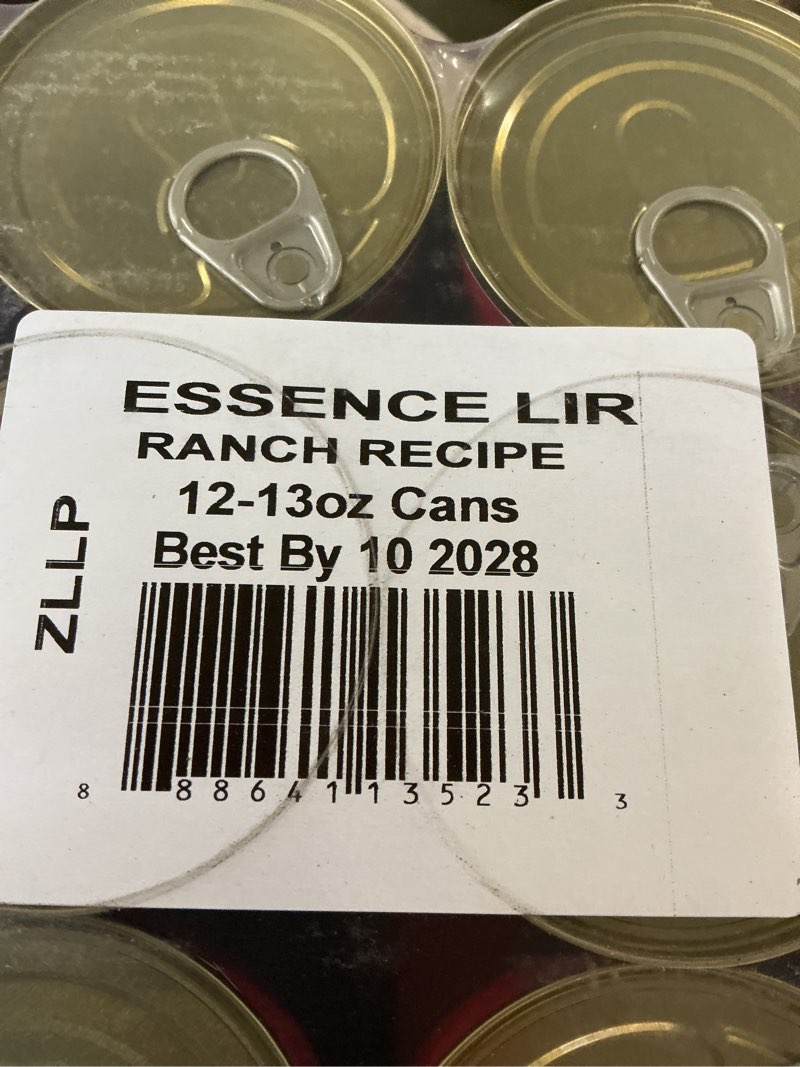 ESSENCE LIR
RANCH RECIPE
12-13oz Cans
Best By 10 2028
ZLLP
8 88641 13523 3